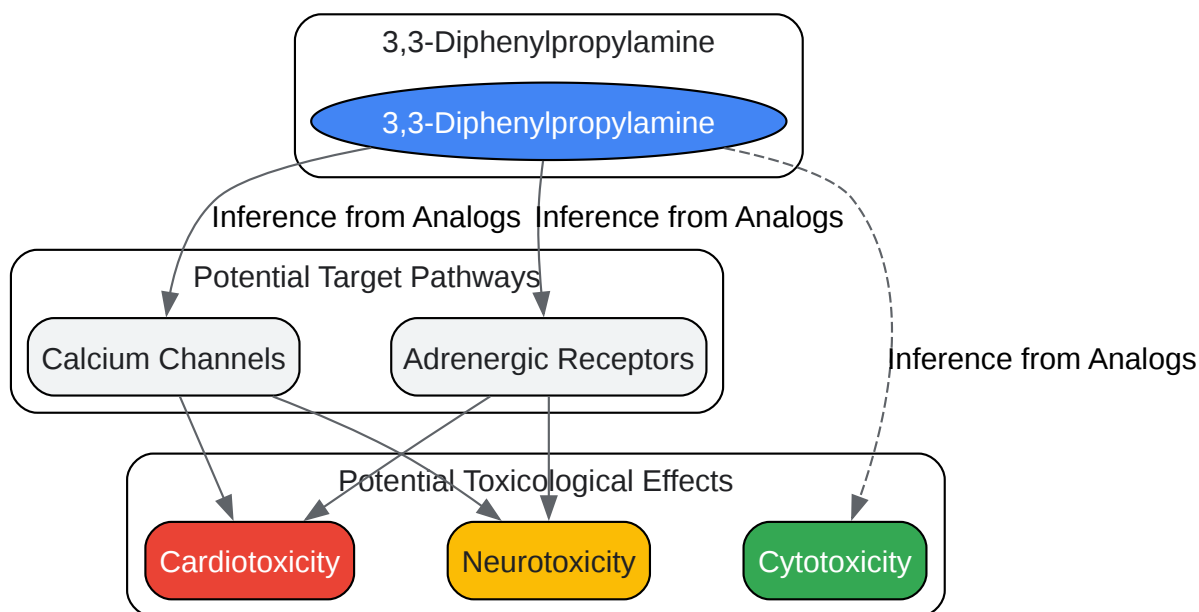 3,3-Diphenylpropylamine
3,3-Diphenylpropylamine
Inference from Analogs
Inference from Analogs
Potential Target Pathways
Calcium Channels
Adrenergic Receptors
Inference from Analogs
Potential Toxicological Effects
Cardiotoxicity
Neurotoxicity
Cytotoxicity